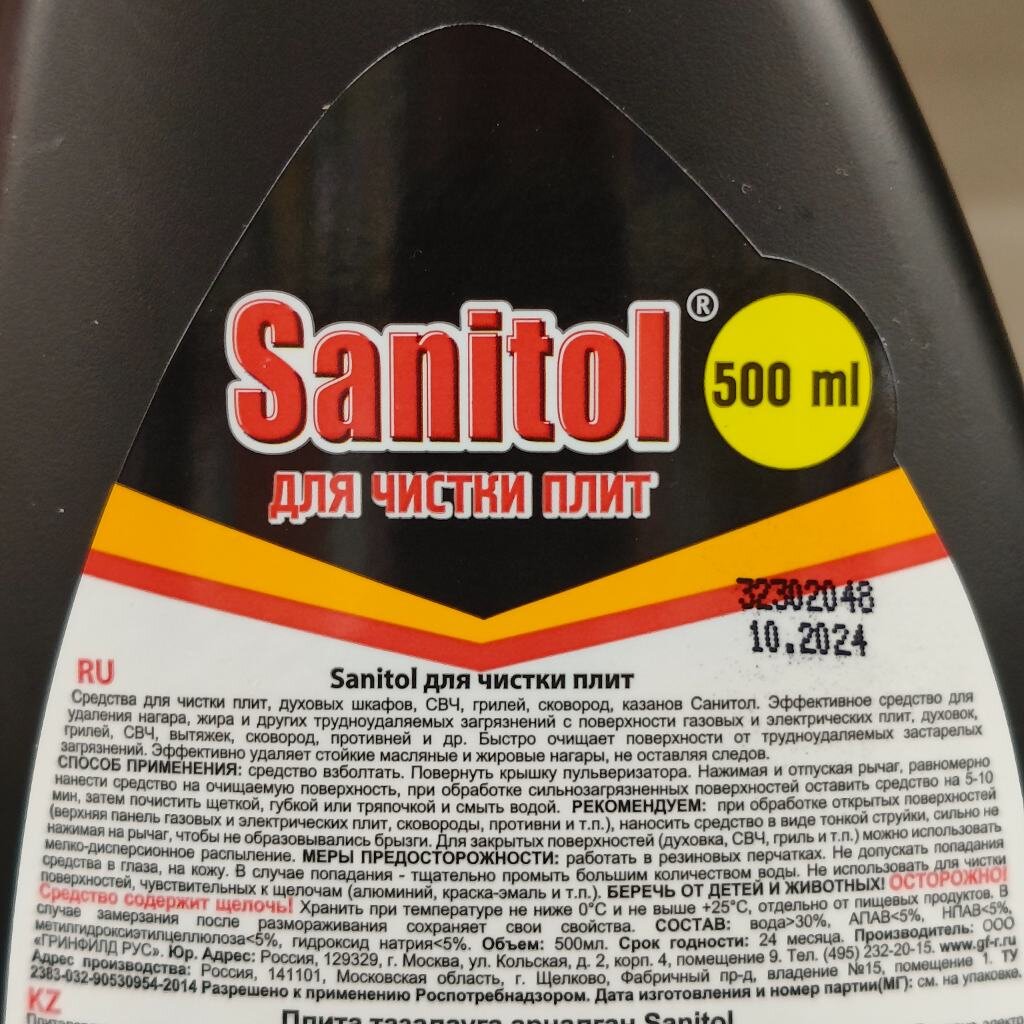 Sanitol®
500 ml
ДЛЯ ЧИСТКИ ПЛИТ
32302048
10.2024
RU
Sanitol для чистки плит
Средства для чистки плит, духовых шкафов, СВЧ, грилей, сковород, казанов Санитол. Эффективное средство для
удаления нагара, жира и других трудноудаляемых загрязнений с поверхности газовых и электрических плит, духовок,
грилей, СВЧ, вытяжек, сковород, противней и др. Быстро очищает поверхности от трудноудаляемых застарелых
загрязнений. Эффективно удаляет стойкие масляные и жировые нагары, не оставляя следов.
СПОСОБ ПРИМЕНЕНИЯ: средство взболтать. Повернуть крышку пульверизатора. Нажимая и отпуская рычаг, равномерно
нанести средство на очищаемую поверхность, при обработке сильнозагрязненных поверхностей оставить средство на 5-10
мин, затем почистить щеткой, губкой или тряпочкой и смыть водой. РЕКОМЕНДУЕМ: при обработке открытых поверхностей
(верхняя панель газовых и электрических плит, сковороды, противни и т.п.), наносить средство в виде тонкой струйки, сильно не
нажимая на рычаг, чтобы не образовывались брызги. Для закрытых поверхностей (духовка, СВЧ, гриль и т.п.) можно использовать
мелко-дисперсионное распыление. МЕРЫ ПРЕДОСТОРОЖНОСТИ: работать в резиновых перчатках. Не допускать попадания
средства в глаза, на кожу. В случае попадания - тщательно промыть большим количеством воды. Не использовать для чистки
поверхностей, чувствительных к щелочам (алюминий, краска-эмаль и т.п.). БЕРЕЧЬ ОТ ДЕТЕЙ И ЖИВОТНЫХ! ОСТОРОЖНО!
Средство содержит щелочь! Хранить при температуре не ниже 0°С и не выше +25°С, отдельно от пищевых продуктов. В
случае замерзания после размораживания сохраняет свои свойства. СОСТАВ: вода>30%, АПАВ<5%, НПАВ<5%,
метилгидроксиэтилцеллюлоза<5%, гидроксид натрия<5%. Объем: 500мл. Срок годности: 24 месяца. Производитель: ООО
«ГРИНФИЛД РУС». Юр. Адрес: Россия, 129329, г. Москва, ул. Кольская, д. 2, корп. 4, помещение 9. Тел. (495) 232-20-15. www.gf-r.ru
Адрес производства: Россия, 141101, Московская область, г. Щелково, Фабричный пр-д, владение №15, помещение 1. ТУ
2383-032-90530954-2014 Разрешено к применению Роспотребнадзором. Дата изготовления и номер партии(МГ): см. на упаковке.
KZ
Плита тазалауға арналған Sanitol